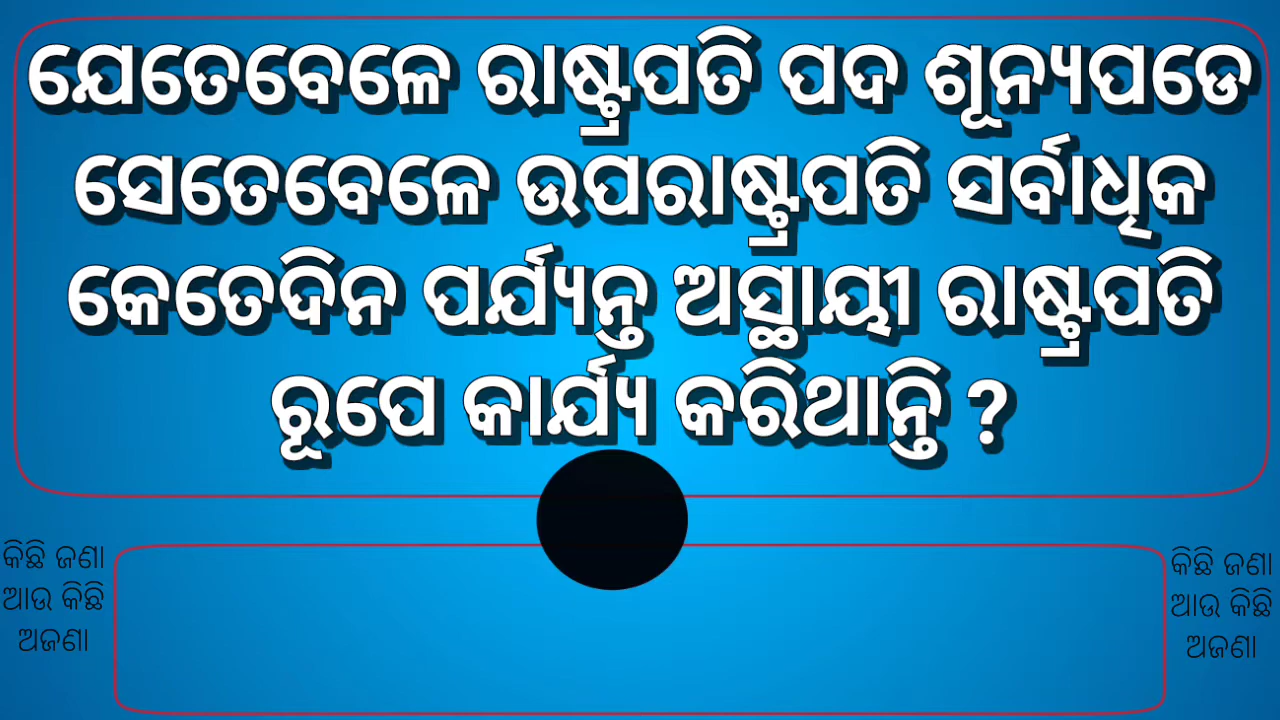 ଯେତେବେଳେ ରାଷ୍ଟ୍ରପତି ପଦ ଶୂନ୍ୟପଡେ
ସେତେବେଳେ ଉପରାଷ୍ଟ୍ରପତି ସର୍ବାଧିକ
କେତେଦିନ ପର୍ଯ୍ୟନ୍ତ ଅସ୍ଥାୟୀ ରାଷ୍ଟ୍ରପତି
ରୂପେ କାର୍ଯ୍ୟ କରିଥାନ୍ତି ?
କିଛି ଜଣା
ଆଉ କିଛି
ଅଜଣା
କିଛି ଜଣା
ଆଉ କିଛି
ଅଜଣା